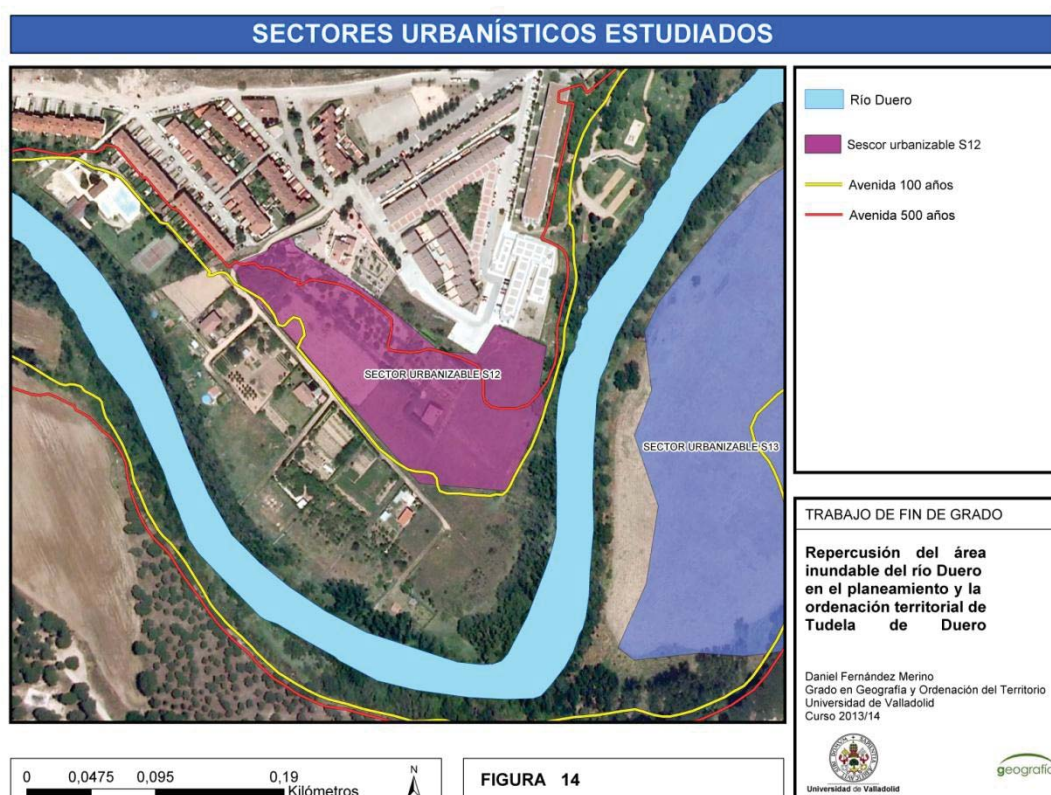 SECTORES URBANÍSTICOS ESTUDIADOS
SECTOR URBANIZABLE S12
SECTOR URBANIZABLE S13
Río Duero
Sescor urbanizable S12
Avenida 100 años
Avenida 500 años
TRABAJO DE FIN DE GRADO
Repercusión del área
inundable del río Duero
en el planeamiento y la
ordenación territorial de
Tudela de Duero
Daniel Fernández Merino
Grado en Geografía y Ordenación del Territorio
Universidad de Valladolid
Curso 2013/14
Universidad de Valladolid
geografía
0 0,0475 0,095 0,19
Kilómetros
N
FIGURA 14